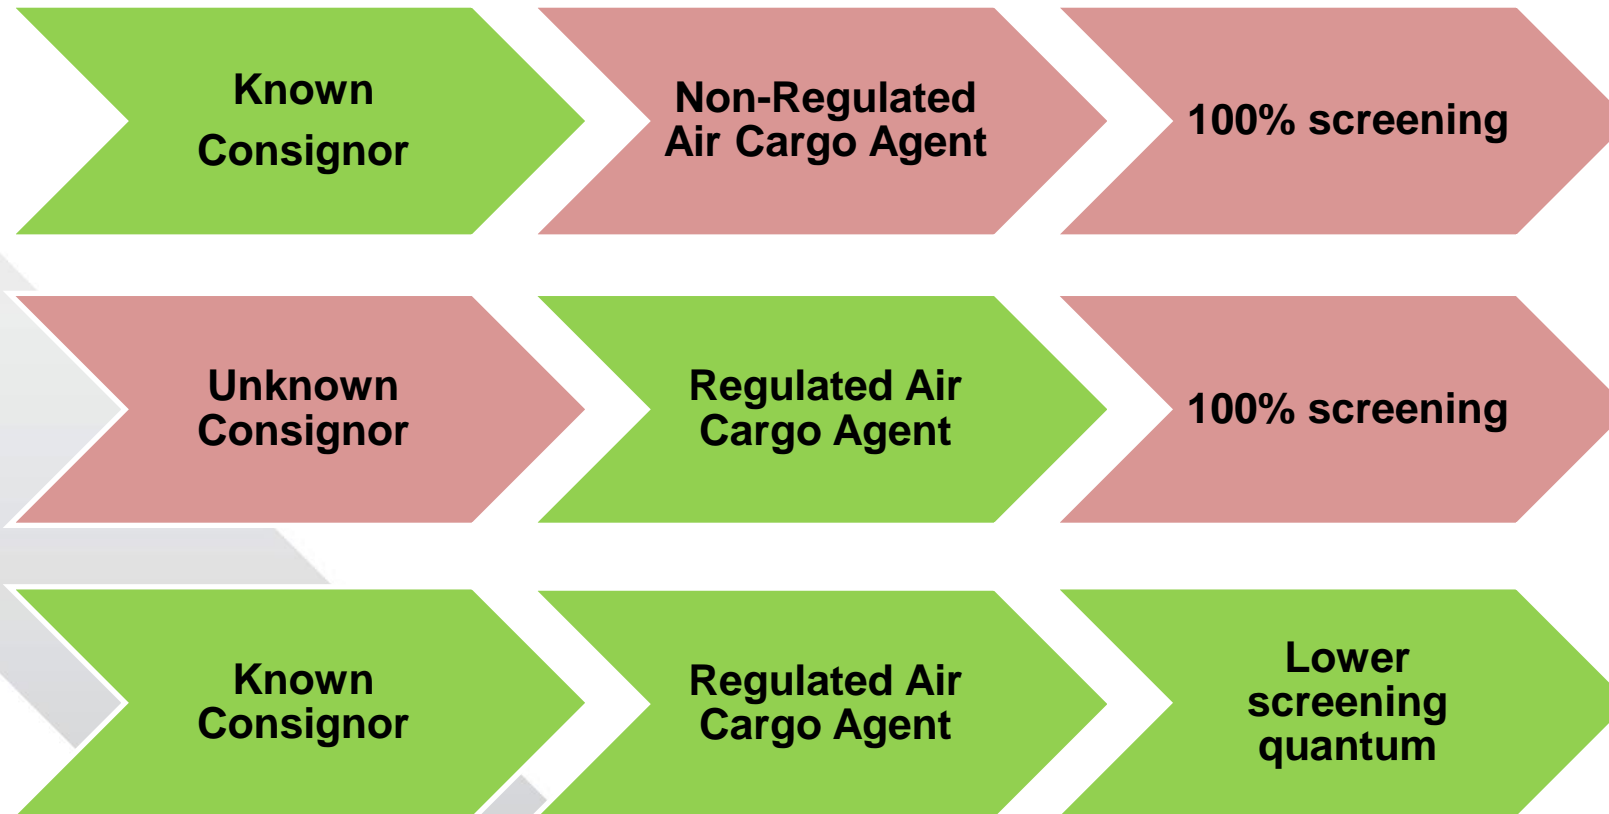 Known
Consignor
Non-Regulated
Air Cargo Agent
100% screening
Unknown
Consignor
Regulated Air
Cargo Agent
100% screening
Known
Consignor
Regulated Air
Cargo Agent
Lower
screening
quantum